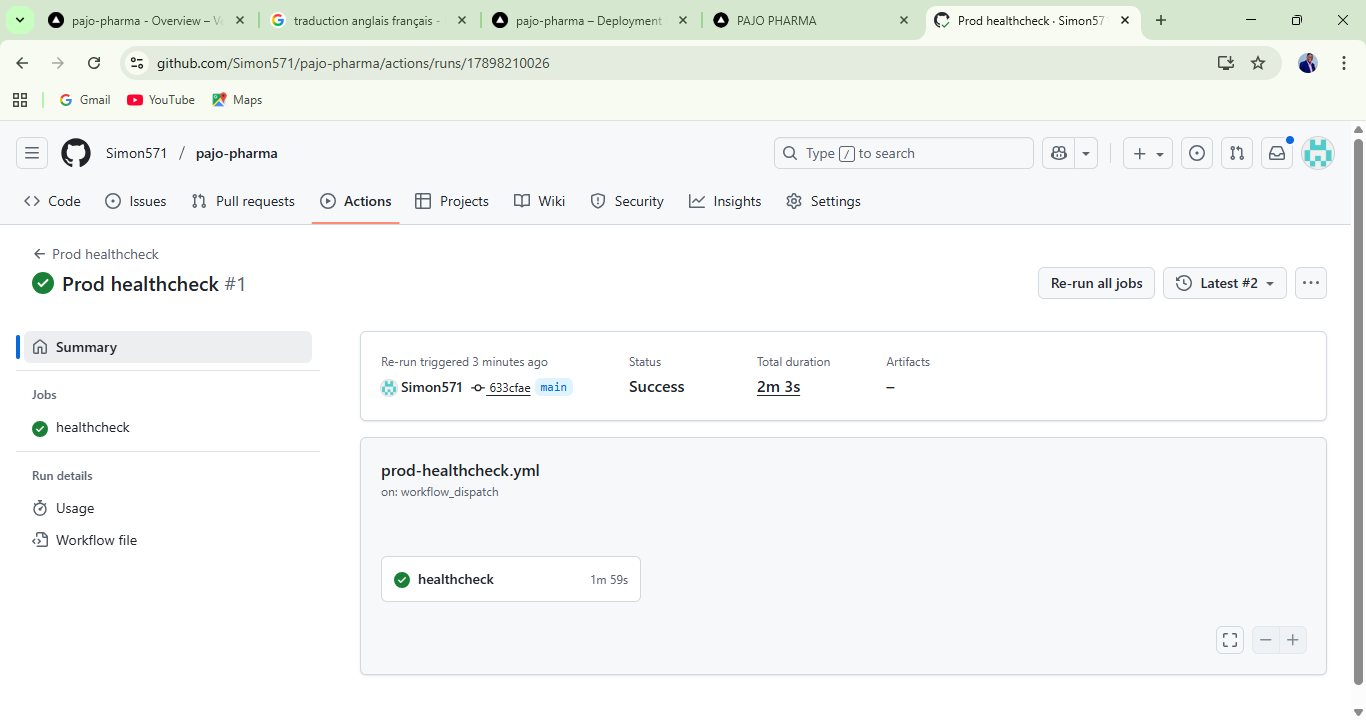 pajo-pharma - Overview – Ve
traduction anglais français -
pajo-pharma – Deployment
PAJO PHARMA
Prod healthcheck · Simon571
github.com/Simon571/pajo-pharma/actions/runs/17898210026
Gmail
YouTube
Maps
Simon571 / pajo-pharma
Type / to search
Code
Issues
Pull requests
Actions
Projects
Wiki
Security
Insights
Settings
Prod healthcheck
Prod healthcheck #1
Re-run all jobs
Latest #2
Summary
Jobs
healthcheck
Run details
Usage
Workflow file
Re-run triggered 3 minutes ago
Simon571 633cfae main
Status
Success
Total duration
2m 3s
Artifacts
–
prod-healthcheck.yml
on: workflow_dispatch
healthcheck 1m 59s